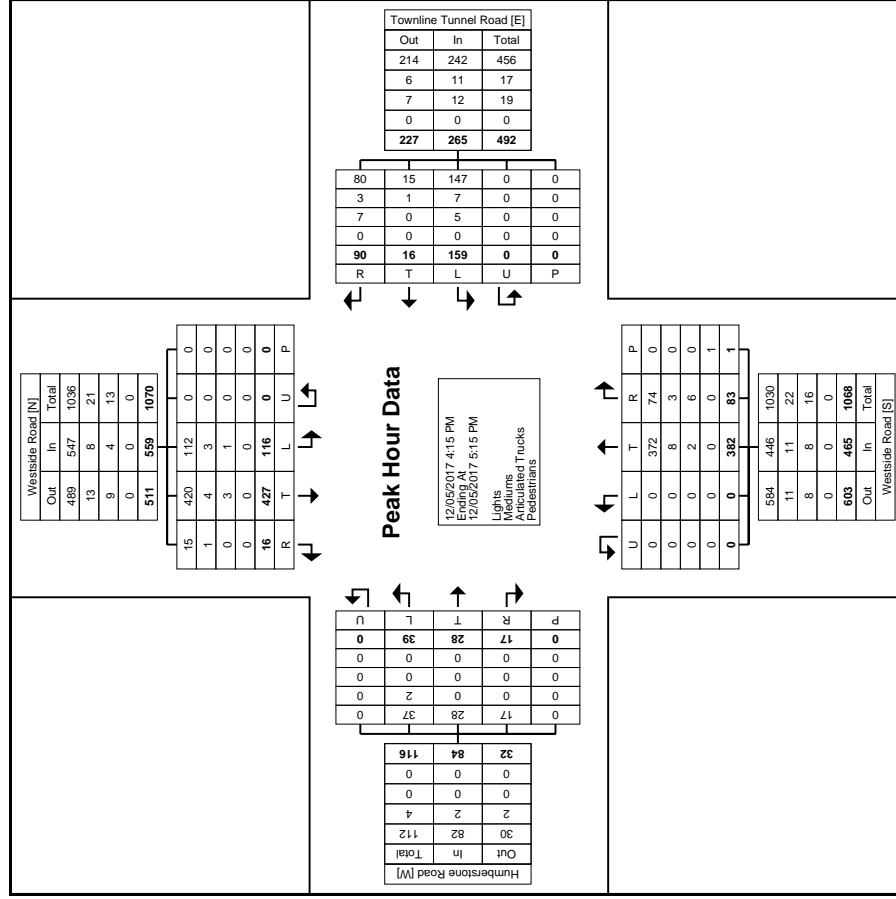 Townline Tunnel Road [E]
Out In Total
214 242 456
6 11 17
7 12 19
0 0 0
227 265 492
80 15 147 0 0
3 1 7 0 0
7 0 5 0 0
0 0 0 0 0
90 16 159 0 0
R T L U P
Westside Road [N]
Out In Total
489 547 1036
13 8 21
9 4 13
0 0 0
511 559 1070
15 420 112 0 0
1 4 3 0 0
0 3 1 0 0
0 0 0 0 0
16 427 116 0 0
R T L U P
Peak Hour Data
12/05/2017 4:15 PM
Ending At
12/05/2017 5:15 PM
Lights
Mediums
Articulated Trucks
Pedestrians
U L T R P
0 0 372 74 0
0 0 8 3 0
0 0 2 6 0
0 0 0 0 1
0 0 382 83 1
584 446 1030
11 11 22
8 8 16
0 0 0
603 465 1068
Out In Total
Westside Road [S]
Humberstone Road [W]
Out In Total
30 82 112
2 2 4
0 0 0
0 0 0
32 84 116
0 17 28 37 0
0 0 0 2 0
0 0 0 0 0
0 0 0 0 0
0 17 28 39 0
P R T L U